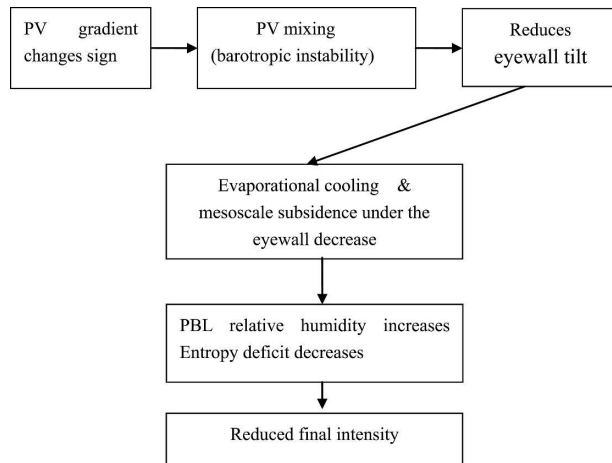 PV gradient
changes sign
PV mixing
(barotropic instability)
Reduces
eyewall tilt
Evaporational cooling &
mesoscale subsidence under the
eyewall decrease
PBL relative humidity increases
Entropy deficit decreases
Reduced final intensity